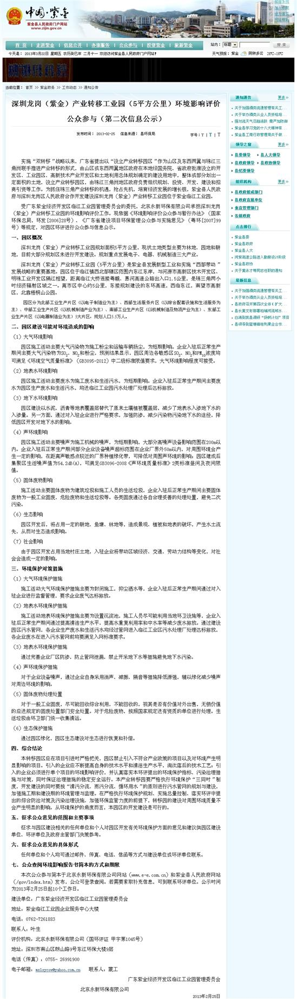 中国·紫金
紫金县人民政府门户网站
www.zijin.gov.cn
加入收藏
设为首页
网站帮助
首 页 | 走进紫金 | 信息公开 | 办事服务 | 公众参与 | 投资紫金 | 旅游紫金
站内： 标题 搜 索
今天是： 2013年3月22日 星期五 农历癸巳年 二月十一 欢迎访问紫金县人民政府门户网站！
天气预报： 紫金 阴转多云 28℃~18℃
当前位置： 首页 >> 紫金政务 >> 工作动态 >> 通知公告
深圳龙岗（紫金）产业转移工业园（5平方公里）环境影响评价
公众参与（第二次信息公示）
发布时间： 2013-02-25 信息来源： 县环保局
字号：T | T | T
实施“双转移”战略以来，广东省提出以“设立产业转移园区”作为山区及东西两翼与珠江三
角洲联手推进产业转移的形式，由山区或东西两翼地区政府在本地经国务院、省政府批准设立的开
发区、工业园区、高新技术产业开发区和土地利用总体规划确定的建设用地中，整体或部分划出一
定面积的土地，设立产业转移园区，由珠江三角洲地区政府负责组织规划、投资、开发、建设和招
商引资等工作。为抓住珠三角产业转移的机遇，抢占先机，培育经济发展的增长极，紫金县人民政
府与深圳龙岗区人民政府合作开发建设深圳龙岗（紫金）产业转移工业园位于紫金临江工业园。
受广东紫金经济开发区临江工业园管理委员会的委托，北京永新环保有限公司承担深圳龙岗
（紫金）产业转移工业园的环境影响评价工作。现依据《环境影响评价公众参与暂行办法》（国家
环保总局，环发[2006]28号）、《广东省建设项目环保管理公众参与实施意见》（粤环[2007]99
号）等规定，对园区环评进行公众参与信息公示。
一、园区概况
深圳龙岗（紫金）产业转移工业园规划面积5平方公里，现状土地类型主要为林地、园地和耕
地，目前大部分规划区未进行开发建设。规划重点发展电子、电器、机械制造三大产业。
深圳龙岗（紫金）产业转移工业园（5平方公里）是紫金县发展新型工业和实施“西部带动”
发展战略的重要基地。园区位于临江镇西北部辖区范围内东江东岸，与河源市高新区技术开发区、
明珠工业开发区隔江相望，距离临江大桥连接粤赣、惠河高速公路出入口1.5公里，是珠三角两小
时经济辐射区域之一。离市区中心约5公里，东接规划建设的东环高速，西临东江，南望市高新
区，北靠梧桐山公园。
园区分为北部工业生产片区（以电子制造业为主）、西部生活服务片区（以综合配套设施和生活服务为
主）、中部工业生产片区（以机械制造产业为主）、南部工业生产片区（以机械制造及物流产业为主）、东部工
业生产片区（以电器制造业为主）5大片区，规划人口5.5万人。
二、园区建设可能对环境造成的影响
（1）大气环境影响
园区施工活动主要大气污染物为施工粉尘和运输车辆扬尘，为短期影响。企业入驻后正常生产
期间主要大气污染为SO2、NO2和粉尘，预测结果显示，园区周边各敏感区SO2、NO2和PM10浓度均
可满足《环境空气质量标准》（GB3095-2012）中二级标准限值要求，大气环境影响程度可接受。
（2）地表水环境影响
园区施工活动主要废水为施工废水和生活污水，为短期影响。企业入驻后正常生产期间主要废
水为园区生产废水和生活污水，均送临江工业园污水处理厂处理后达标排放。
（3）地下水环境影响
园区建设以水泥、沥青等地表覆盖层替代了原来土壤植被覆盖层，减少了地表水入渗地下水的
入渗量。另一方面，通过对入驻企业进行严格要求，加强防渗，减少污染物污染地下水的途径，降
低园区开发对地下水的影响。
（4）声环境影响
园区施工活动主要噪声为施工机械的噪声，为短期影响，大部分高噪声设备影响范围在200m以
内。企业入驻后正常生产期间部分企业设备噪声超标范围在企业厂界外50m以内，对周围环境会产
生一定的影响，在距离声敏感点较近的厂界种植绿化带，可降低对周围声环境的影响；园区建成后
集聚区生活噪声值为54.2dB(A)，可满足GB3096-2008《声环境质量标准》2类标准昼间及夜间限
值。
（5）固体废物影响
施工活动主要固体废物为建筑垃圾和施工人员的生活垃圾，企业入驻后正常生产期间主要固体
废物为一般工业固废、危险废物和生活垃圾等。各类固废通过各自合理妥善的处理处置，避免二次
污染。
（6）生态影响
园区开发后，将占用一定的耕地、鱼塘、林地等，造成景观、植被和地表的破坏，产生水土流
失，从而对生态造成影响。
（7）社会影响
由于园区开发占用当地村庄土地，入驻企业将带动区域经济、交通、劳动力结构等变化，对社
会会造成一定的影响。
三、环境保护对策措施
（1）大气环境保护措施
施工活动大气环境保护措施主要为封闭施工，抑尘洒水等，企业入驻后正常生产期间通过对入
驻企业进行监督管理，要求企业废气达标排放。
（2）地表水环境保护措施
施工活动地表环境保护措施主要为设置沉淀池，施工人员尽可能利用当地环卫设施等，企业入
驻后正常生产期间通过提高清洁生产水平，提高水重复利用率和中水率等减少废水排放。通过建设
园区污水管网，各企业生产废水和生活污水均经过管网进入临江工业区污水处理厂处理达标排放，
各企业废水在进入污水管网前均要满足入网标准要求。
（3）地表水环境保护措施
通过完善企业厂区防渗，防止管网泄漏，禁止开采地下水等措施避免地下水污染。
（4）声环境保护措施
对于企业设备噪声，通过企业自身采用消声、减振、隔音等措施降低源强，辅以绿化减少噪声
对周边环境的影响。
（5）固体废物处理处置
对于一般工业固废，尽可能回收综合利用，不能回收的，视其是否有价值对外出售，无销价值
的应送规定的固废处置部门安全处置。对于危险废物，按照国家规定送有资质的单位进行处理，生
活垃圾由环卫部门统一收集清运。
（6）生态保护措施
通过园区绿化，园区生态建设对生态进行恢复和补偿。
四、综合结论
本转移园区应在项目引进时严格把关，园区禁止引入不符合产业政策的项目以及对环境产生明
显影响的项目。引入的企业应不断提高自身的技术水平和清洁生产水平，淘汰落后的技术工艺；引
入的企业必须进行单个项目的环境影响评价，并认真落实本环评提出的环境保护指标、污染治理措
施与对策，同时保证治理措施的稳定安全运行。本产业转移园要严格执行环境保护“三同时”制
度，开发建设的同时要按“清污分流、雨污分流、循环用水”的原则进行污水管网的规划与建设，
加强施工期和建设期的环境管理与监理。在严格执行环境保护规划、实施总量控制、落实环评中提
出的综合防治对策及污染治理设施、加强环保监管力度的前提下，转移园的建设对周围环境质量不
会产生明显的影响。从环境保护的角度而言，本园区的开发建设是可行的。
五、征求公众意见的范围和主要事项
征求与园区建设相关的任何单位和个人对园区开发有关环境保护方面的意见和建议供园区建设
单位、环评单位及政府主管部门决策参考。
六、征求公众意见的具体形式
任何单位和个人均可通过邮件、传真、电话、信函等方式与建设单位或环评单位联系。
七、公众查阅环境影响报告书简本的方式和期限
本次公众参与简本于北京永新环保有限公司网站（www.e-e.com.cn）和紫金县人民政府网站
（/gov/index.htm）发布，公众可登录查阅。若需要索取补充信息，可到联系环评单位。公示时间
为2013年2月25日起10个工作日。
建设单位：广东紫金经济开发区临江工业园管理委员会
地址：紫金临江工业园企业服务中心大楼
电话：0762-7261883
联系人：叶生
评价机构：北京永新环保有限公司（国环评证 甲字第1045号）
地址：深圳市南山区朗山路9号东江环保大楼9层
电话（传真）：0755- 26991900
电子邮箱：mzlsycow@yahoo.com.cn 联系人：蒙工
广东紫金经济开发区临江工业园管理委员会
北京永新环保有限公司
2013年2月25日
通知通告 更多...
关于加强酒类流通管理有关工...
关于举办酒类从业人员资格培...
强对流天气日趋活跃 需严加防御
紫金县学习党的十八大精神有...
紫金县工商行政管理局关于做...
领导之窗 更多...
县委领导 县人大领导
县政府领导 县政协领导
县纪委领导
组织机构 更多...
县政府组成部门
县政府直属单位
垂直管理部门
各镇政府
点击排行
紫金县委
紫金县政府
紫金县人大
河紫高速公路进入勘察设计阶段
紫金县政协
关于黄泳才等同志任职的通知
最新信息
关于加强酒类流通管理有关工...
关于举办酒类从业人员资格培...
县政府召开第四次全体（扩大...
县长黄文彬部署柏埔河流域水...
白涛到我县调研“扬帆计划”项目
县领导到蓝塘镇桔利果业合作...